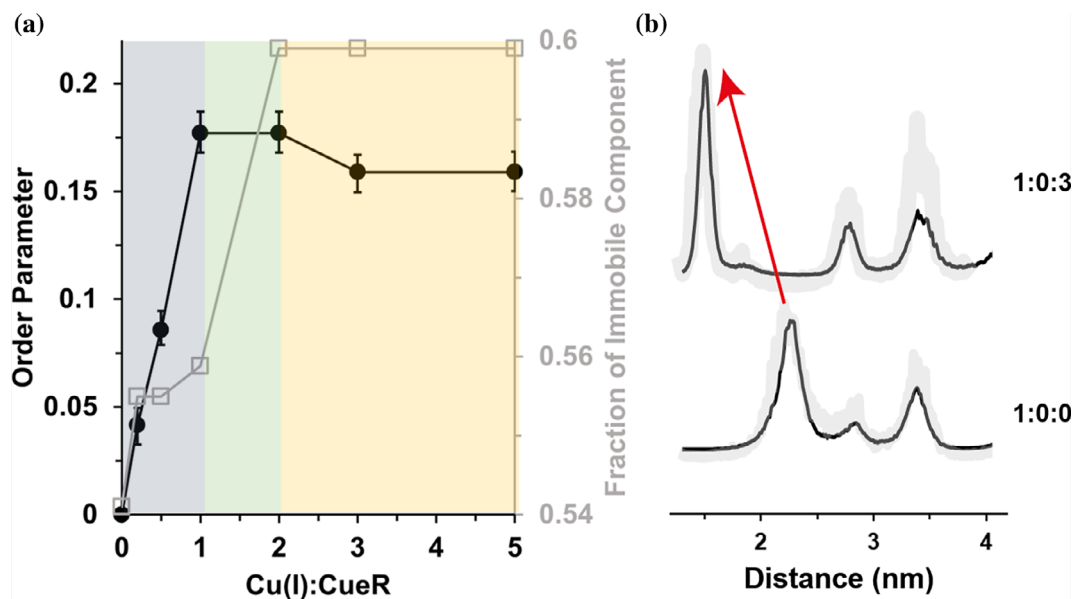 (a)
Order Parameter
0.2
0.15
0.1
0.05
0
0 1 2 3 4 5
Cu(I):CueR
0.6
0.58
0.56
0.54
Fraction of Immobile Component
(b)
1:0:3
1:0:0
2 3 4
Distance (nm)